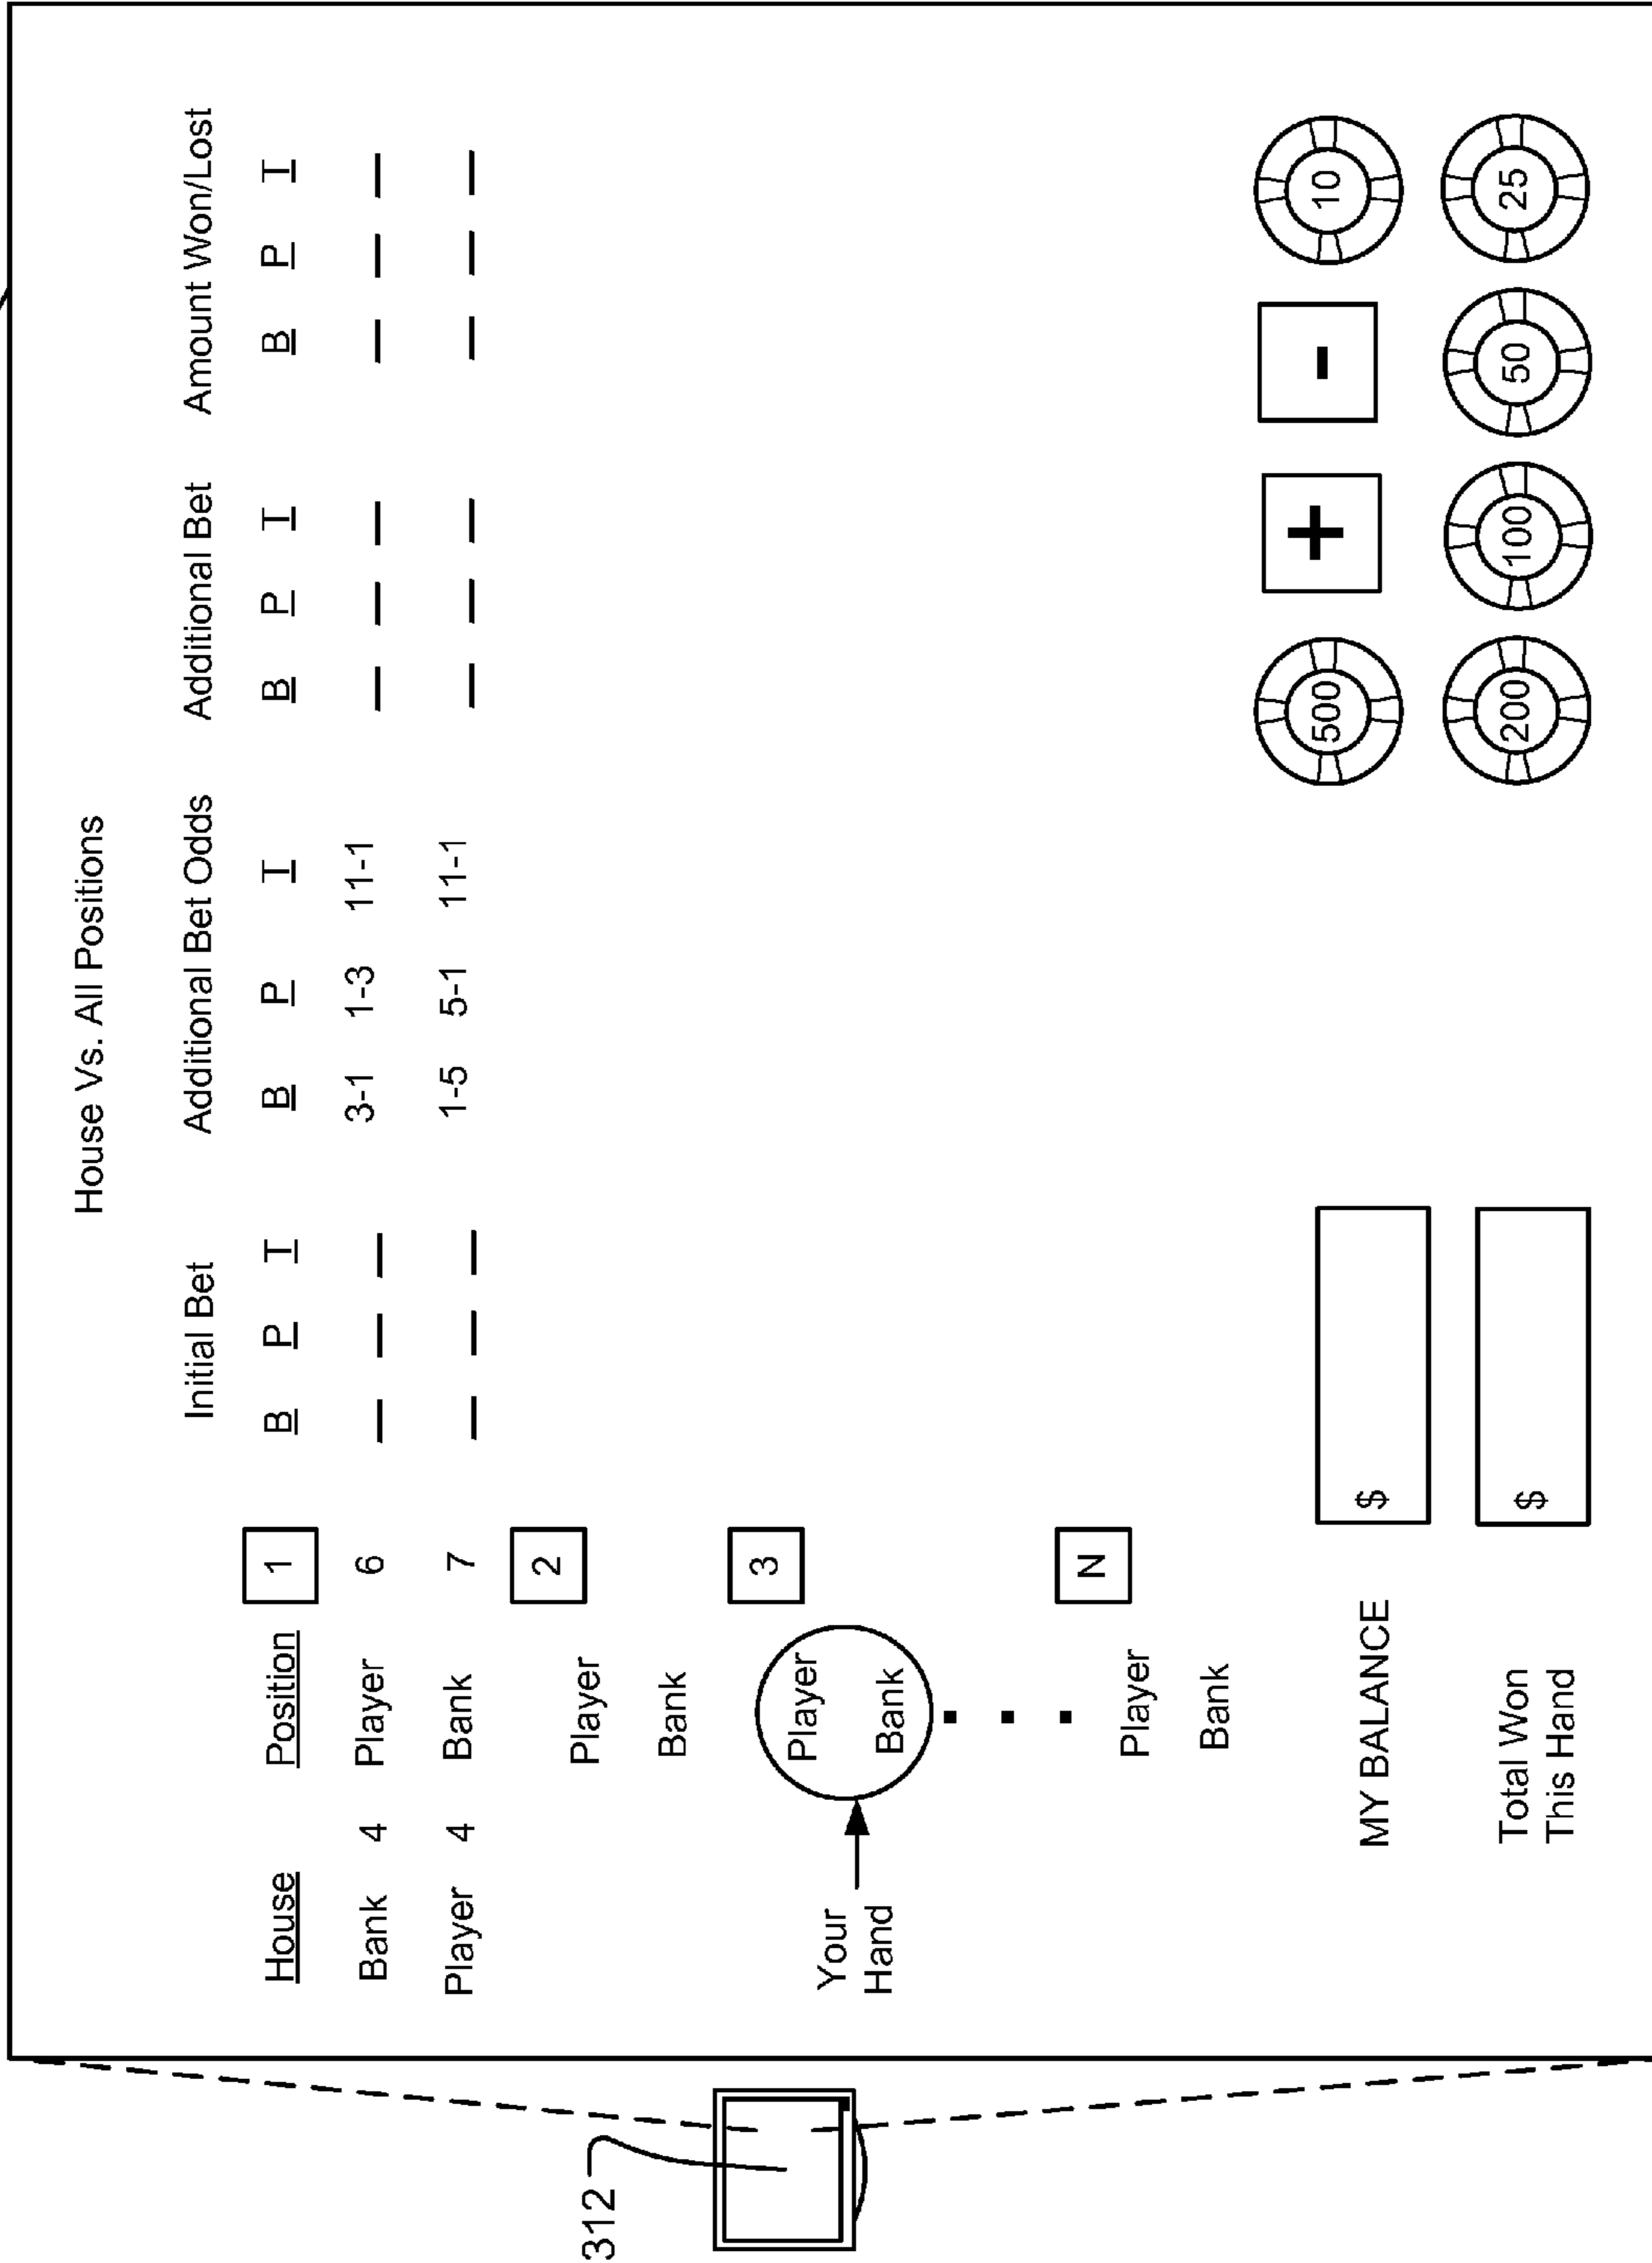 House Vs. All Positions
Initial Bet Additional Bet Odds Additional Bet Amount Won/Lost
House Position 1 B P I B P I B P I B P I
Bank 4 Player 6 — — — 3-1 1-3 11-1 — — — — — —
Player 4 Bank 7 — — — 1-5 5-1 11-1 — — — — — —
2
Player
Bank
3
Your
Hand
Player
Bank
N
Player
Bank
MY BALANCE $
Total Won
This Hand $
500 + - 10
200 100 50 25
312